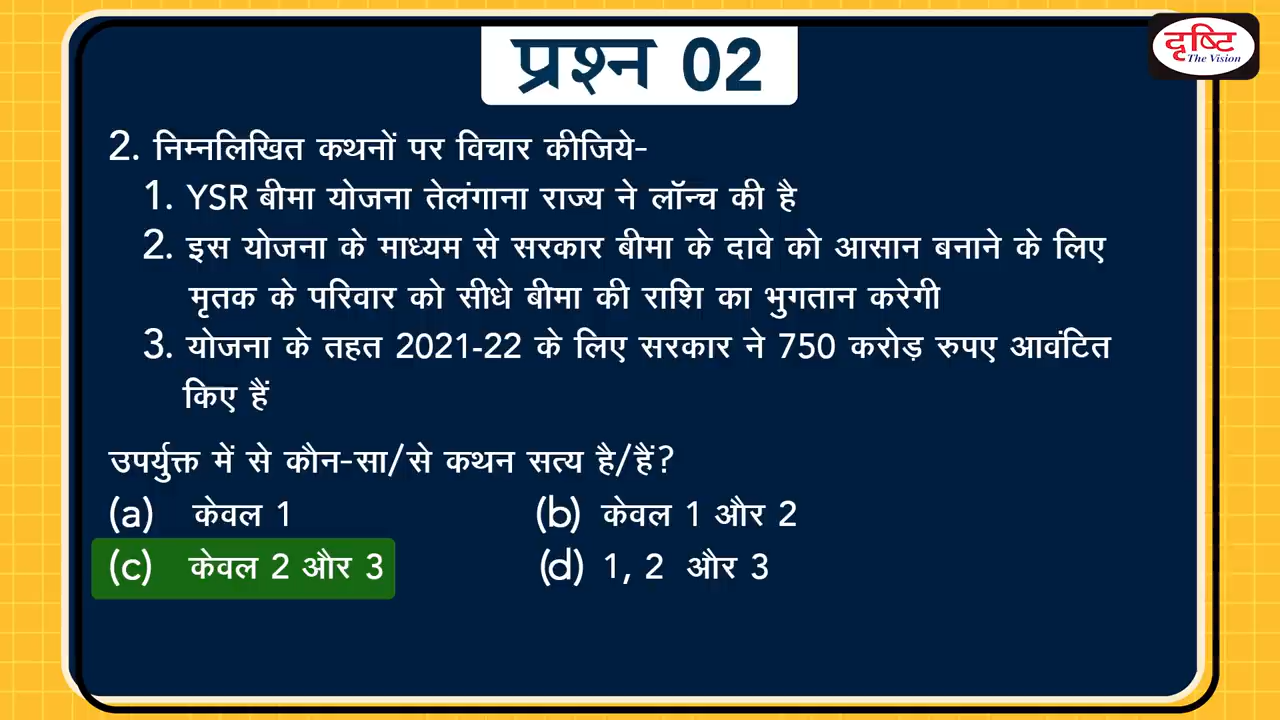 प्रश्न 02
दृष्टि
The Vision
2. निम्नलिखित कथनों पर विचार कीजिये-
1. YSR बीमा योजना तेलंगाना राज्य ने लॉन्च की है
2. इस योजना के माध्यम से सरकार बीमा के दावे को आसान बनाने के लिए
मृतक के परिवार को सीधे बीमा की राशि का भुगतान करेगी
3. योजना के तहत 2021-22 के लिए सरकार ने 750 करोड़ रुपए आवंटित
किए हैं
उपर्युक्त में से कौन-सा/से कथन सत्य है/हैं?
(a) केवल 1 (b) केवल 1 और 2
(c) केवल 2 और 3 (d) 1, 2 और 3